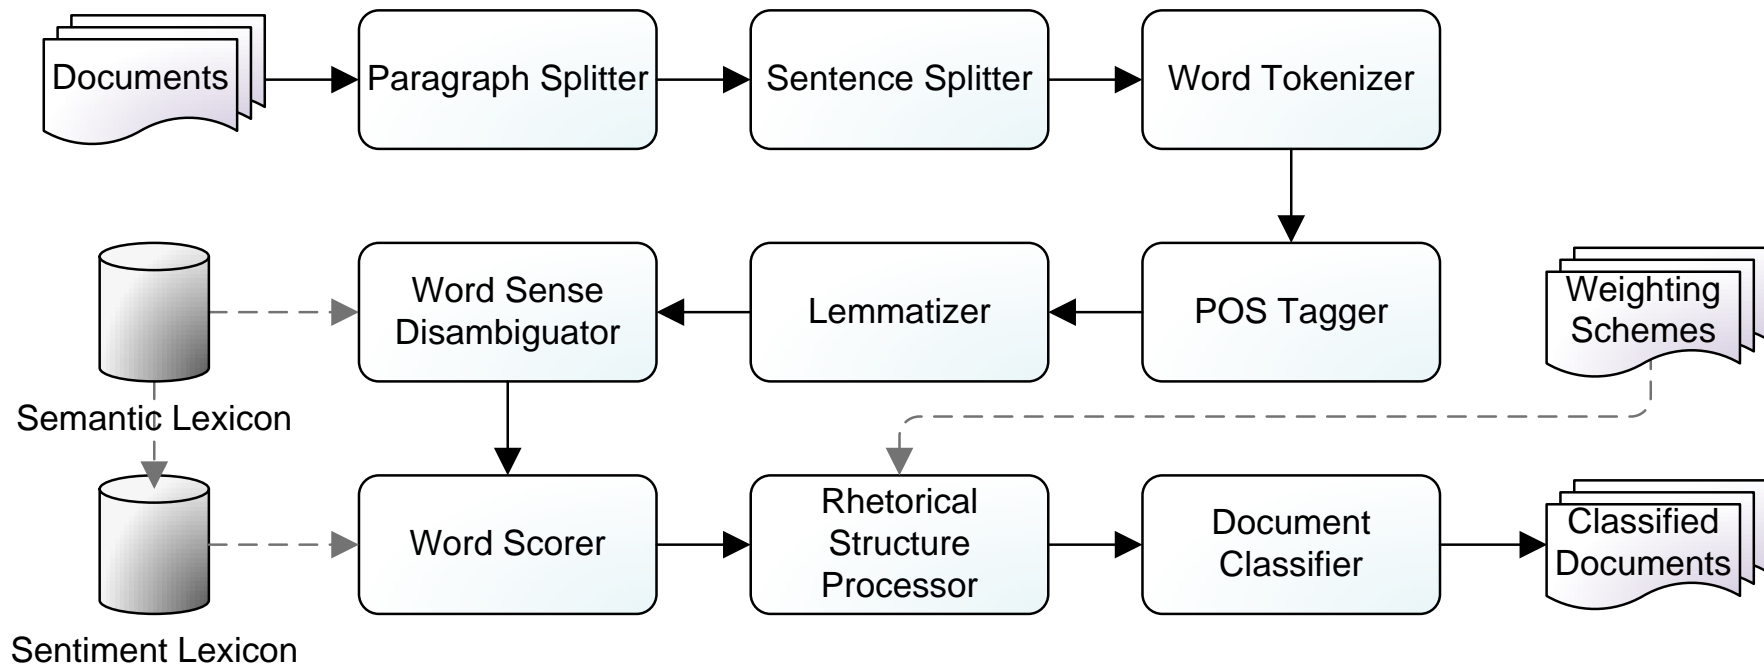 Documents
Paragraph Splitter
Sentence Splitter
Word Tokenizer
Word Sense
Disambiguator
Lemmatizer
POS Tagger
Weighting
Schemes
Semantic Lexicon
Word Scorer
Rhetorical
Structure
Processor
Document
Classifier
Classified
Documents
Sentiment Lexicon